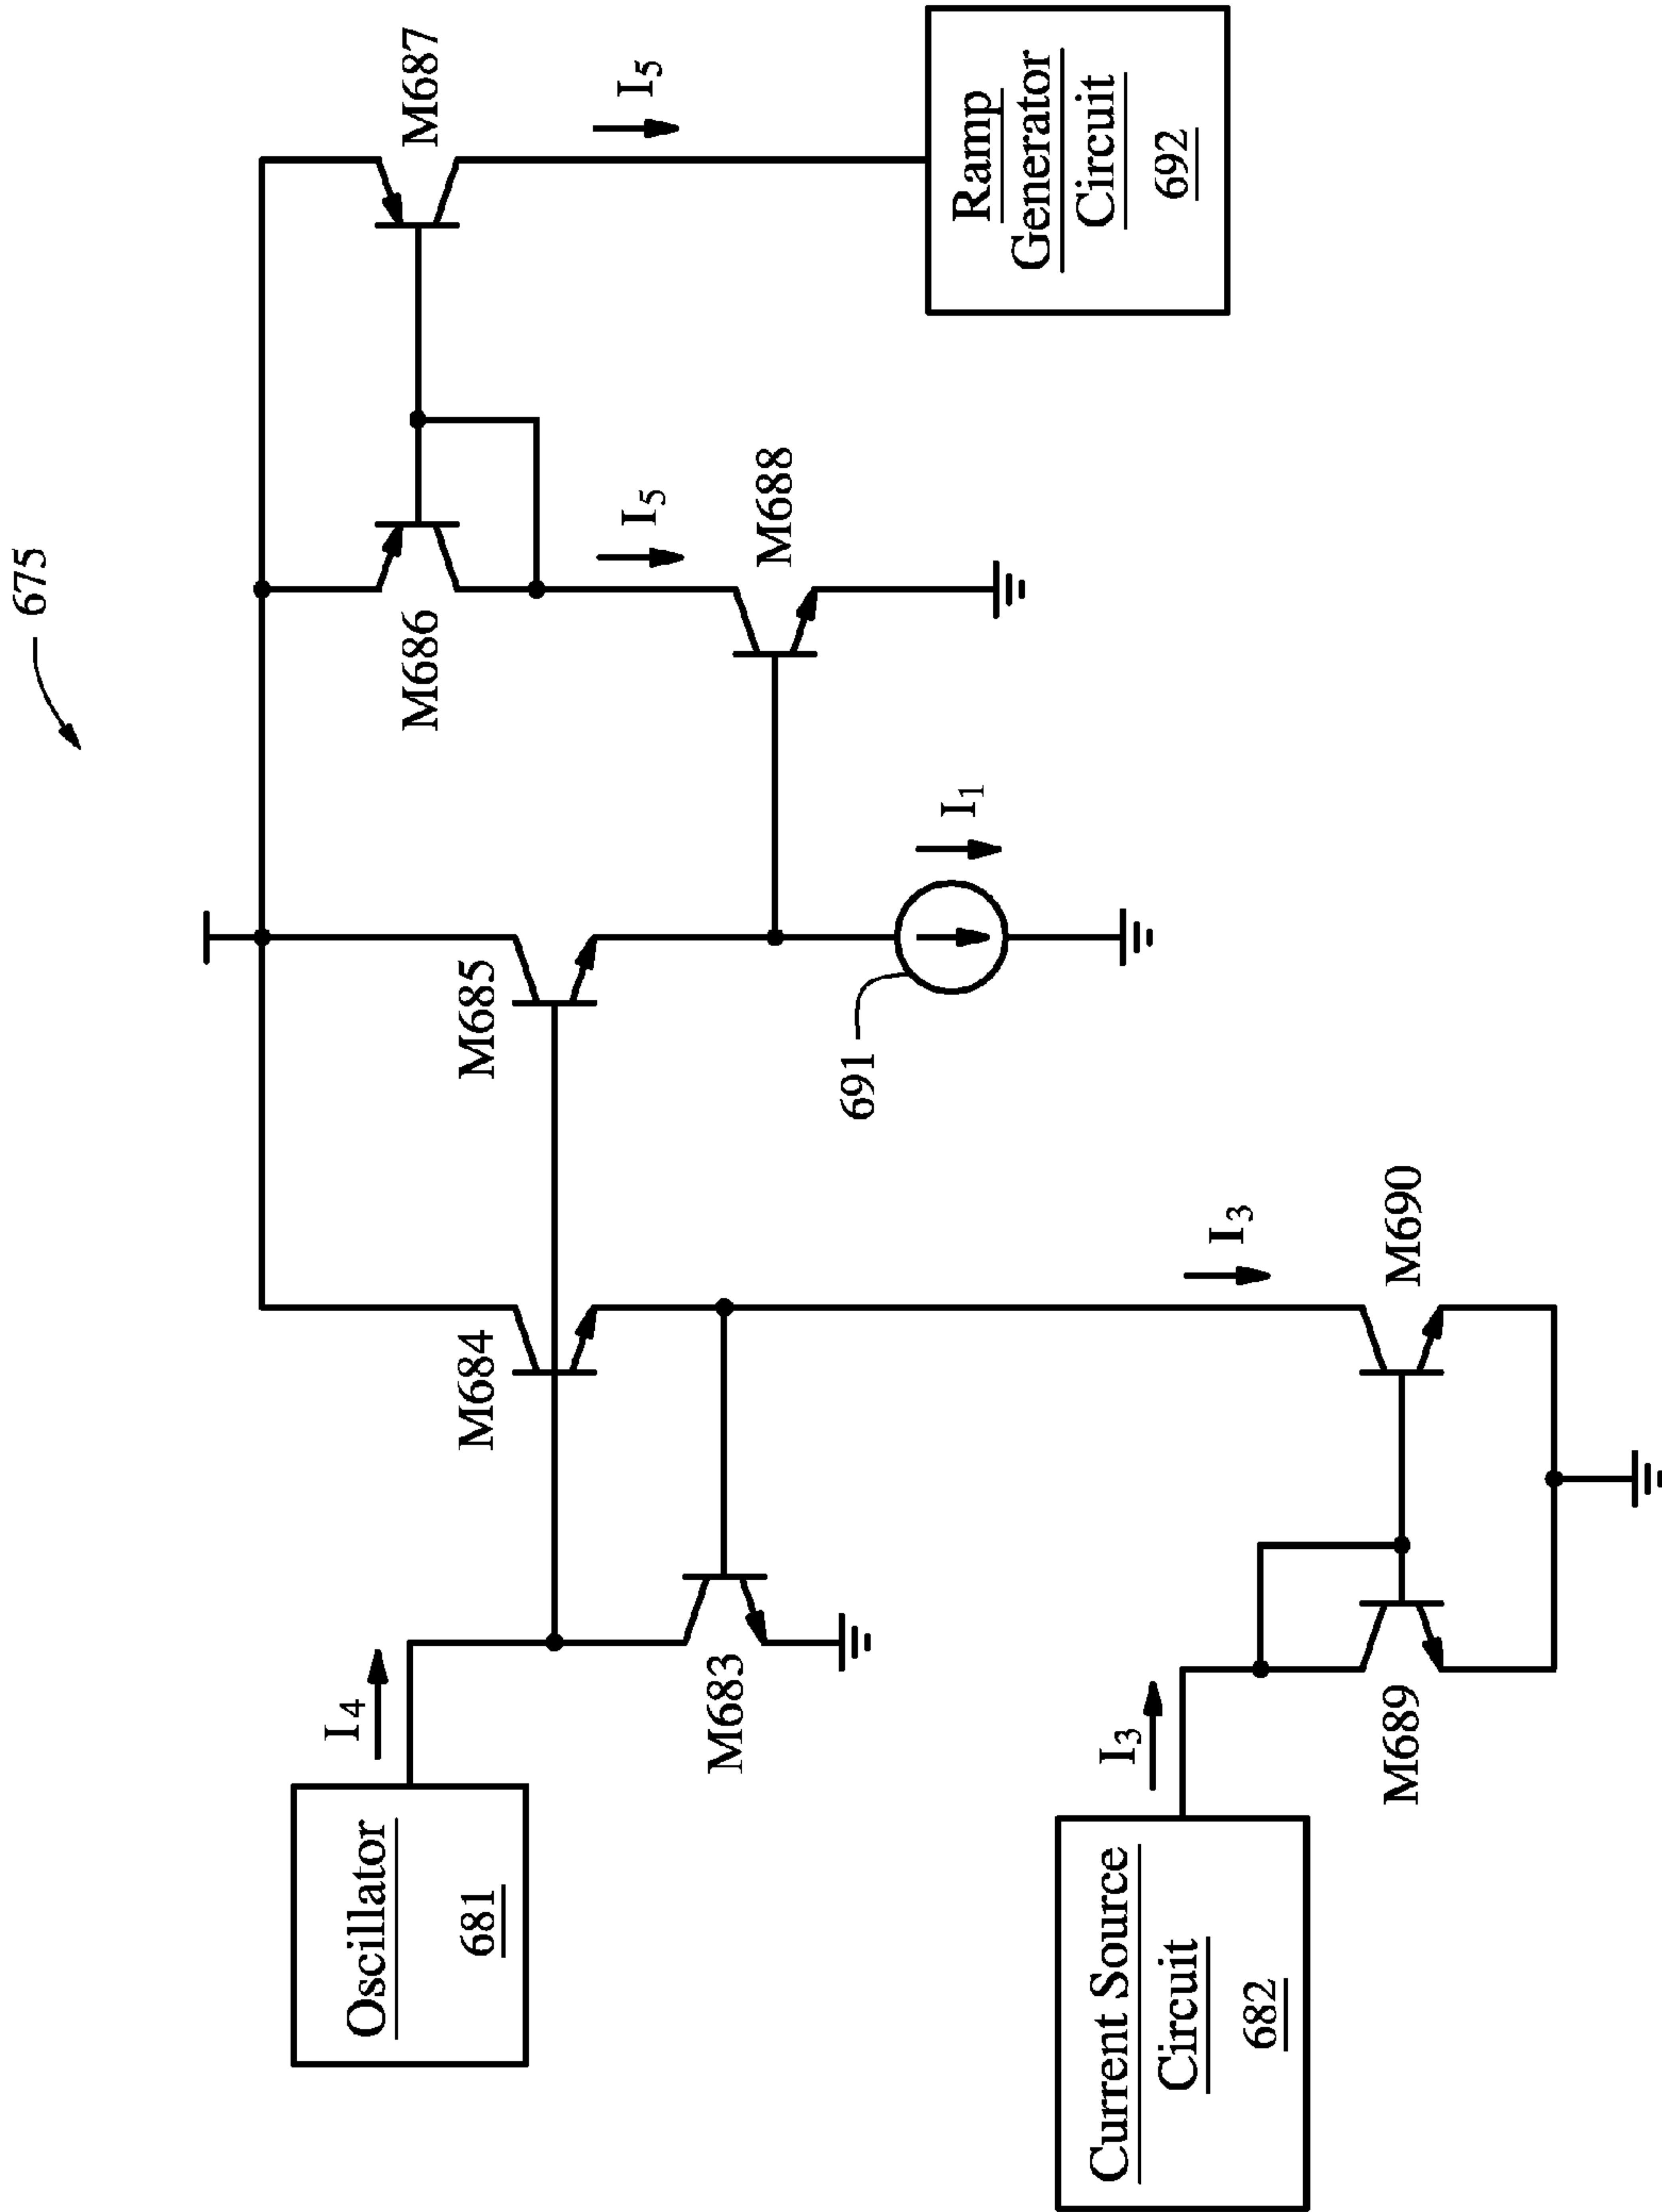 675
M687
I5
M686
I5
M688
Ramp
Generator
Circuit
692
M685
691
I1
M684
I4
Oscillator
681
M683
I3
M690
I3
M689
Current Source
Circuit
682